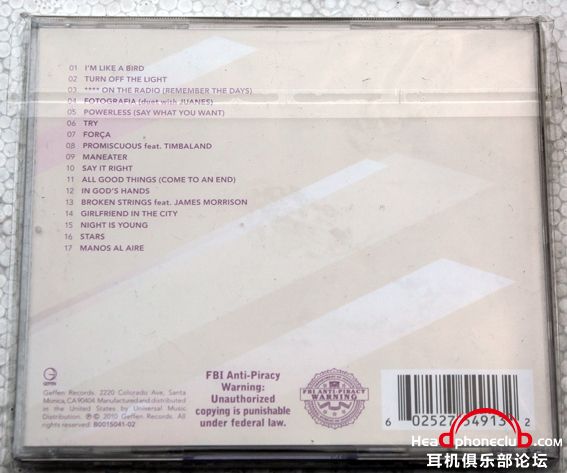 01 I'M LIKE A BIRD
02 TURN OFF THE LIGHT
03 **** ON THE RADIO (REMEMBER THE DAYS)
04 FOTOGRAFIA (duet with JUANES)
05 POWERLESS (SAY WHAT YOU WANT)
06 TRY
07 FORÇA
08 PROMISCUOUS feat. TIMBALAND
09 MANEATER
10 SAY IT RIGHT
11 ALL GOOD THINGS (COME TO AN END)
12 IN GOD'S HANDS
13 BROKEN STRINGS feat. JAMES MORRISON
14 GIRLFRIEND IN THE CITY
15 NIGHT IS YOUNG
16 STARS
17 MANOS AL AIRE
GEFFEN
Geffen Records. 2220 Colorado Ave, Santa
Monica, CA 90404. Manufactured and distributed
in the United States by Universal Music
Distribution. ℗ © 2010 Geffen Records. All
rights reserved. B0015041-02
FBI Anti-Piracy
Warning:
Unauthorized
copying is punishable
under federal law.
FBI ANTI-PIRACY
WARNING
6 02527 54913 2
Headphoneclub.com
耳机俱乐部论坛